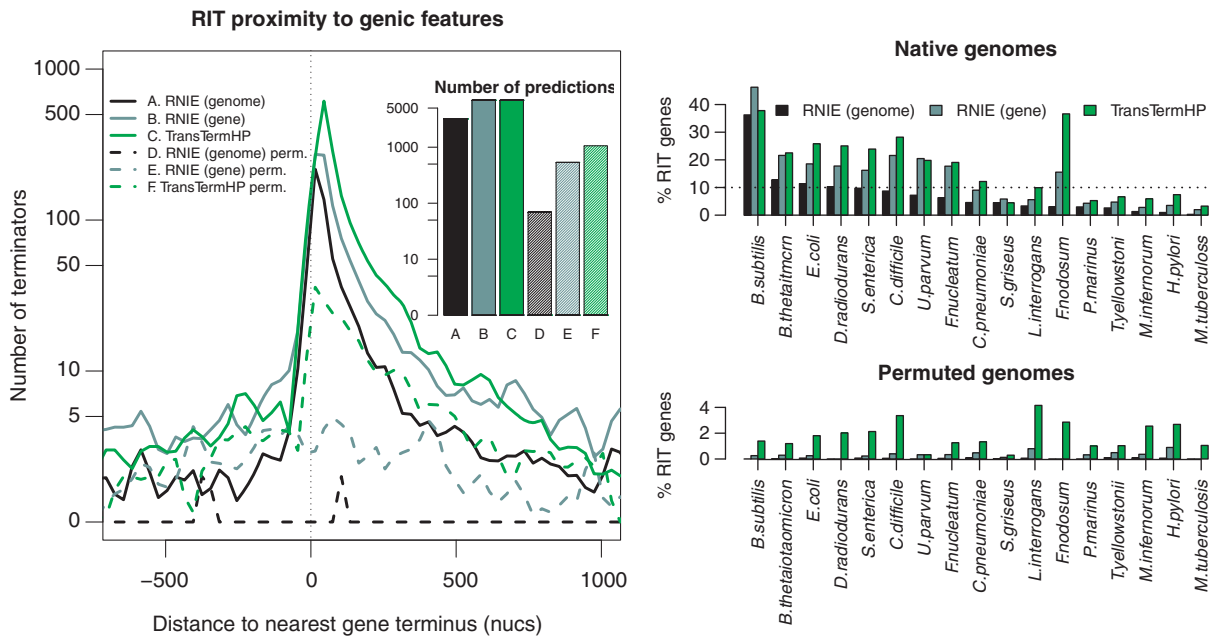 RIT proximity to genic features
1000
500
100
50
10
5
0
Number of terminators
A. RNIE (genome)
B. RNIE (gene)
C. TransTermHP
D. RNIE (genome) perm.
E. RNIE (gene) perm.
F. TransTermHP perm.
Number of predictions
5000
1000
100
10
0
A B C D E F
−500 0 500 1000
Distance to nearest gene terminus (nucs)
Native genomes
% RIT genes
40
30
20
10
0
RNIE (genome) RNIE (gene) TransTermHP
B.subtilis
B.thetaitmcrn
E.coli
D.radiodurans
S.enterica
C.difficile
U.parvum
F.nucleatum
C.pneumoniae
S.griseus
L.interrogans
F.nodosum
P.marinus
T.yellowstoni
M.infernorum
H.pylori
M.tuberculoss
Permuted genomes
% RIT genes
4
2
0
B.subtilis
B.thetaiotaomicron
E.coli
D.radiodurans
S.enterica
C.difficile
U.parvum
F.nucleatum
C.pneumoniae
S.griseus
L.interrogans
F.nodosum
P.marinus
T.yellowstonii
M.infernorum
H.pylori
M.tuberculosis